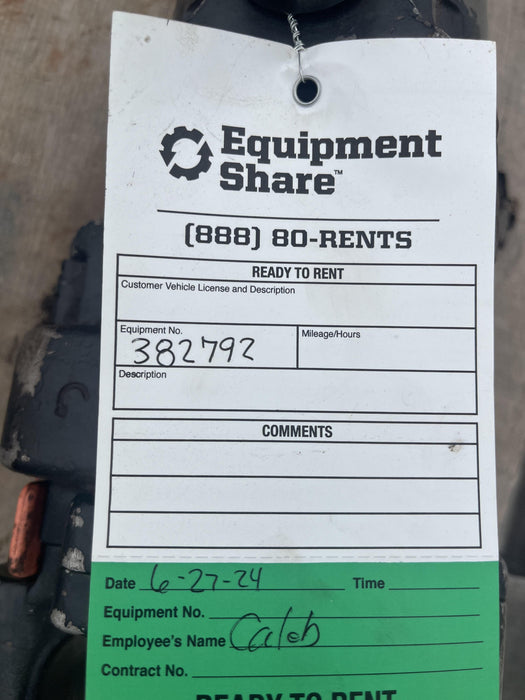 Equipment
Share™
(888) 80-RENTS
READY TO RENT
Customer Vehicle License and Description
Equipment No. Mileage/Hours
382792
Description
COMMENTS
Date 6-27-24 Time
Equipment No.
Employee's Name Caleb
Contract No.
READY TO RENT